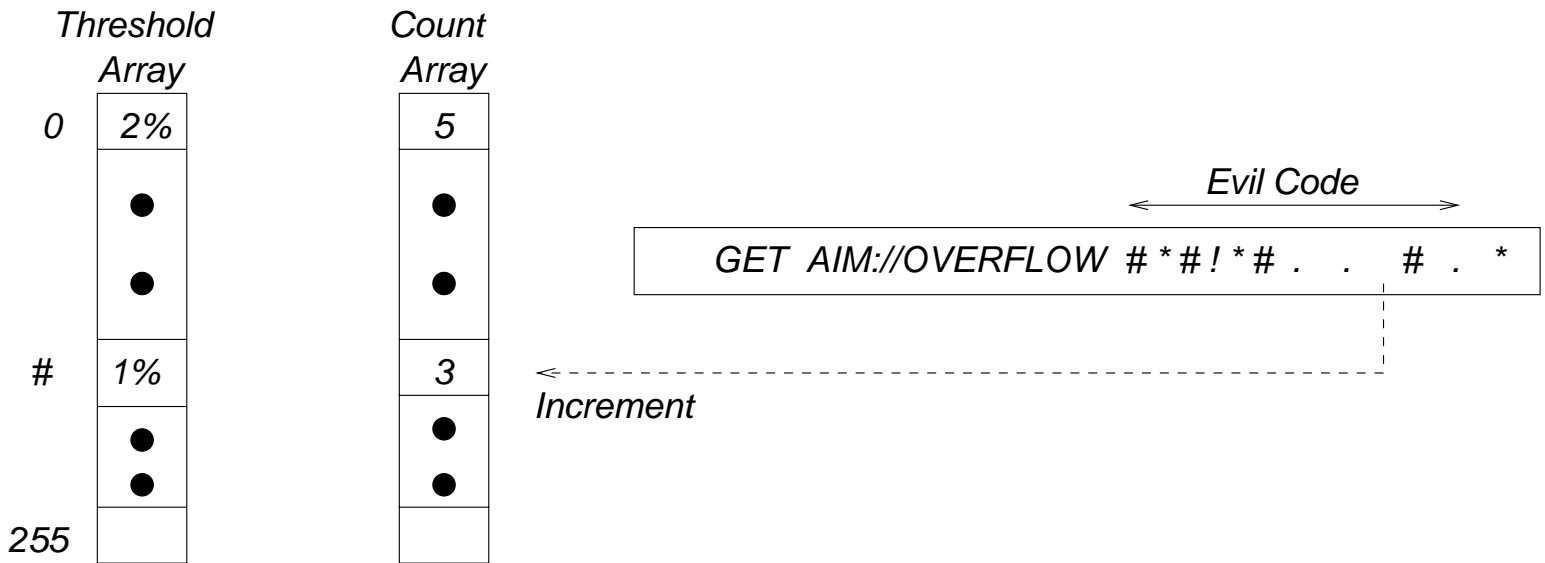 Threshold
Array
Count
Array
0
2%
5
Evil Code
GET AIM://OVERFLOW # * # ! * # . . # . *
#
1%
3
Increment
255